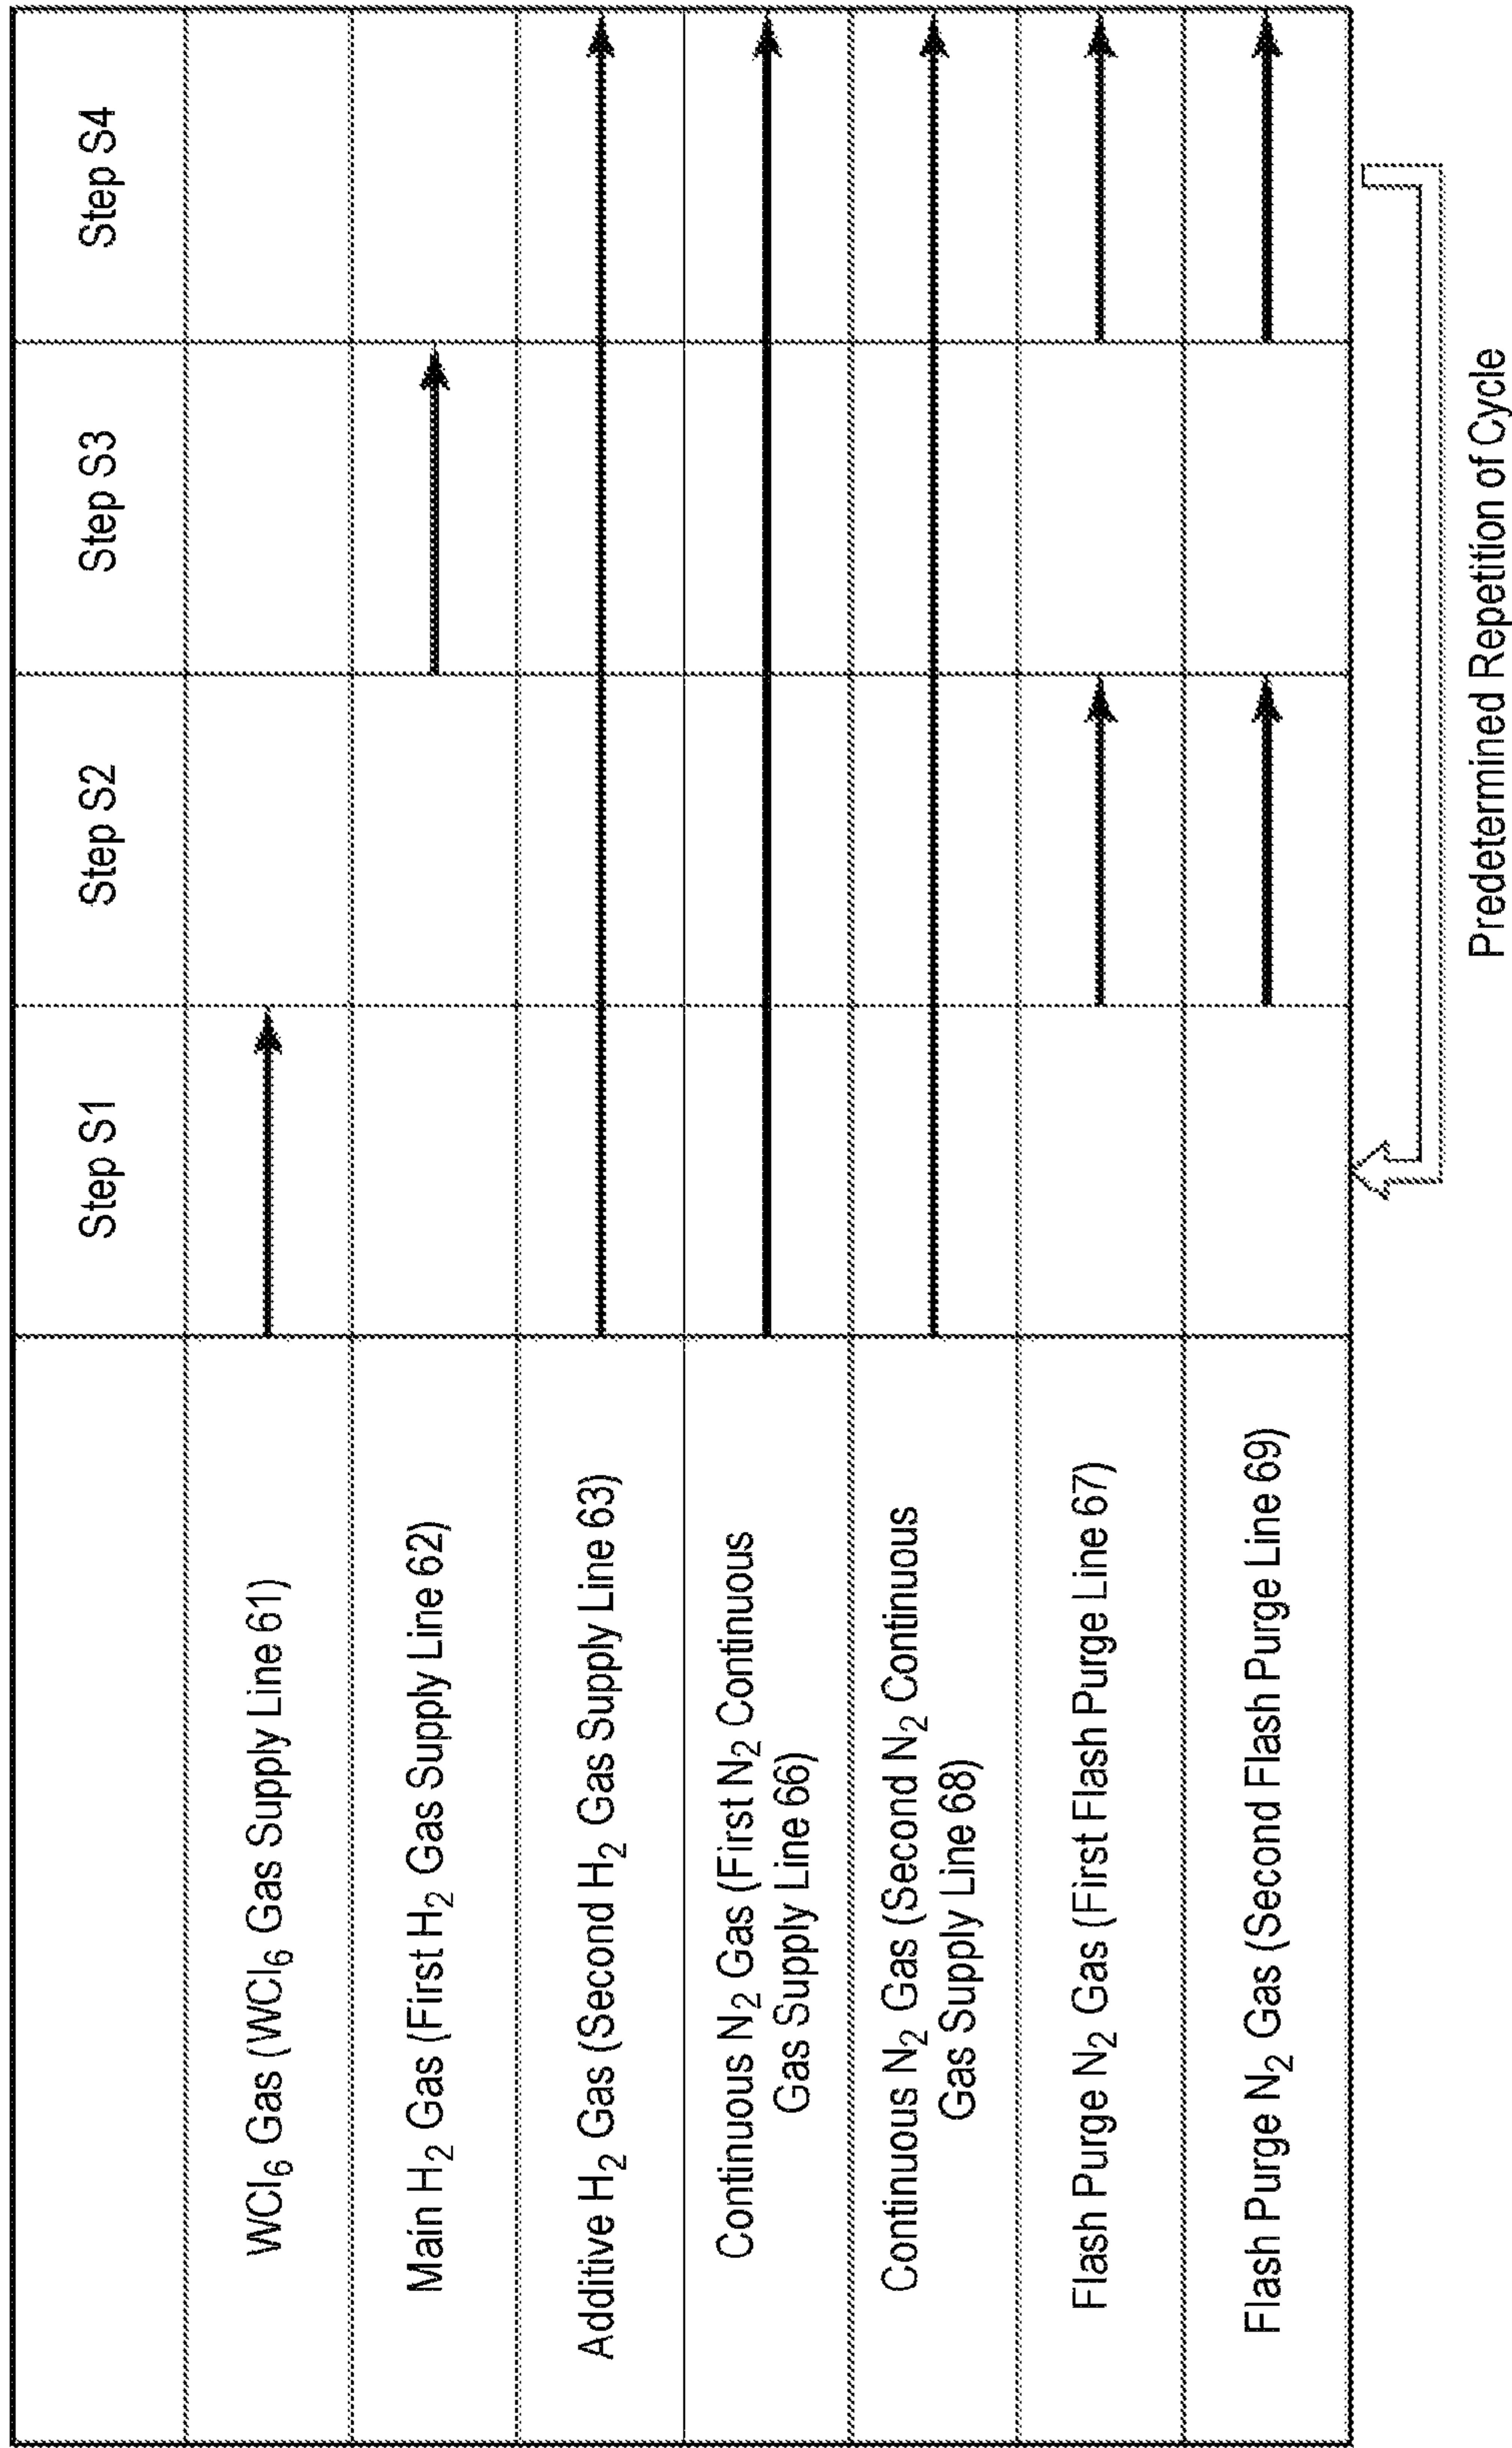 Step S1
Step S2
Step S3
Step S4
WCl₆ Gas (WCl₆ Gas Supply Line 61)
Main H₂ Gas (First H₂ Gas Supply Line 62)
Additive H₂ Gas (Second H₂ Gas Supply Line 63)
Continuous N₂ Gas (First N₂ Continuous
Gas Supply Line 66)
Continuous N₂ Gas (Second N₂ Continuous
Gas Supply Line 68)
Flash Purge N₂ Gas (First Flash Purge Line 67)
Flash Purge N₂ Gas (Second Flash Purge Line 69)
Predetermined Repetition of Cycle